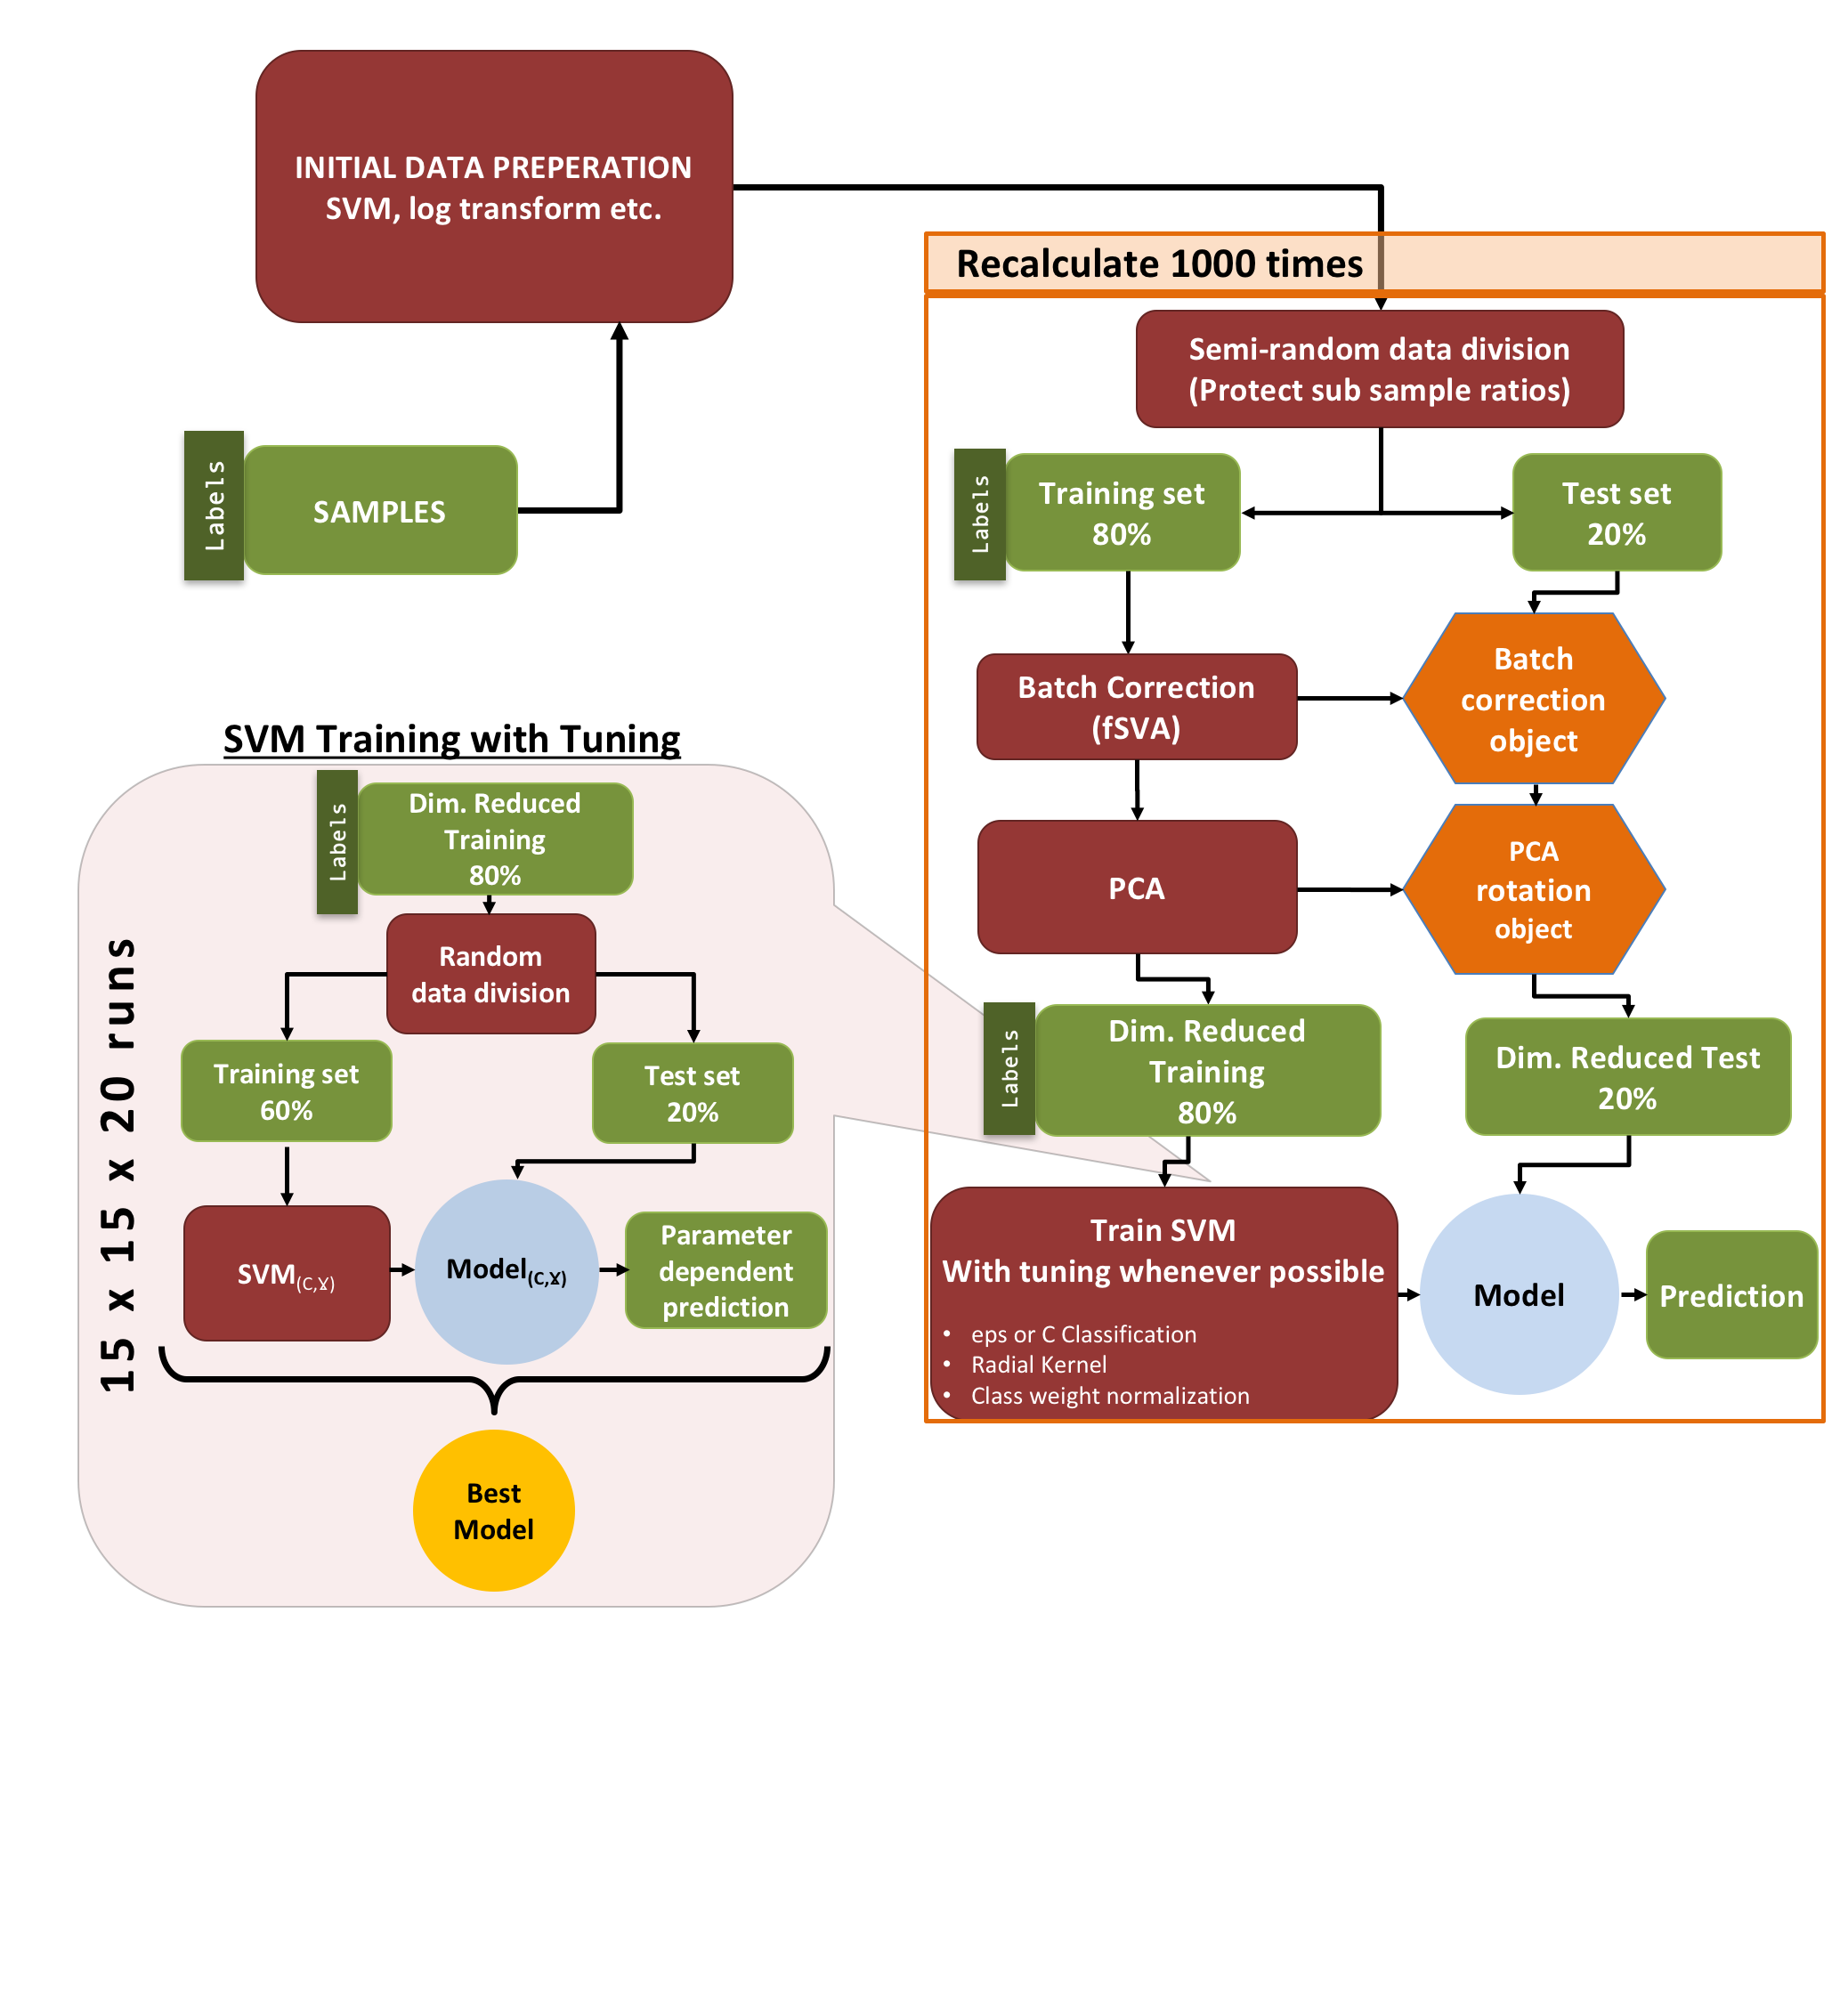 INITIAL DATA PREPERATION
SVM, log transform etc.
Labels
SAMPLES
Recalculate 1000 times
Semi-random data division
(Protect sub sample ratios)
Labels
Training set
80%
Test set
20%
Batch Correction
(fSVA)
Batch
correction
object
PCA
PCA
rotation
object
Labels
Dim. Reduced
Training
80%
Dim. Reduced Test
20%
Train SVM
With tuning whenever possible
• eps or C Classification
• Radial Kernel
• Class weight normalization
Model
Prediction
SVM Training with Tuning
15 x 15 x 20 runs
Labels
Dim. Reduced
Training
80%
Random
data division
Training set
60%
Test set
20%
SVM(C,ɣ)
Model(C,ɣ)
Parameter
dependent
prediction
Best
Model